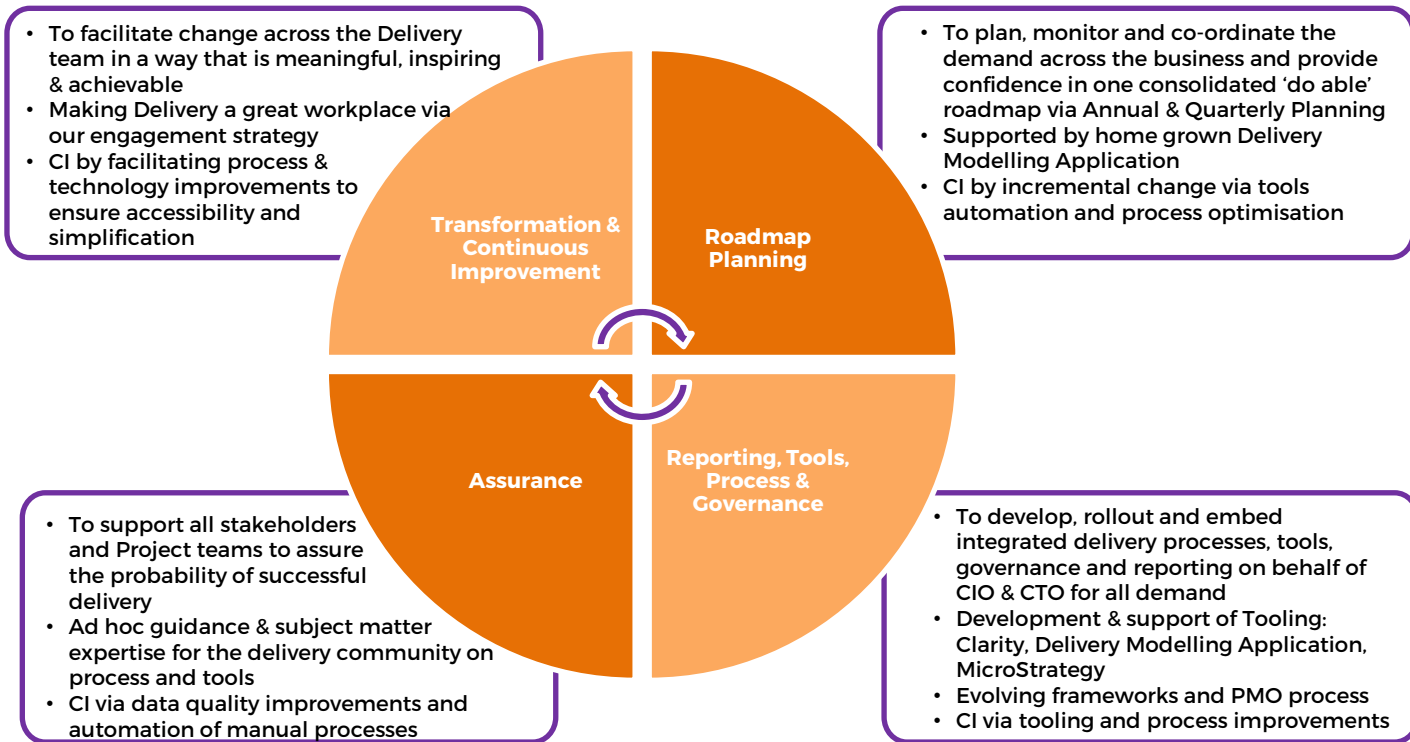 • To facilitate change across the Delivery
team in a way that is meaningful, inspiring
& achievable
• Making Delivery a great workplace via
our engagement strategy
• CI by facilitating process &
technology improvements to
ensure accessibility and
simplification
• To plan, monitor and co-ordinate the
demand across the business and provide
confidence in one consolidated ‘do able’
roadmap via Annual & Quarterly Planning
• Supported by home grown Delivery
Modelling Application
• CI by incremental change via tools
automation and process optimisation
Transformation &
Continuous
Improvement
Roadmap
Planning
Assurance
Reporting, Tools,
Process &
Governance
• To support all stakeholders
and Project teams to assure
the probability of successful
delivery
• Ad hoc guidance & subject matter
expertise for the delivery community on
process and tools
• CI via data quality improvements and
automation of manual processes
• To develop, rollout and embed
integrated delivery processes, tools,
governance and reporting on behalf of
CIO & CTO for all demand
• Development & support of Tooling:
Clarity, Delivery Modelling Application,
MicroStrategy
• Evolving frameworks and PMO process
• CI via tooling and process improvements